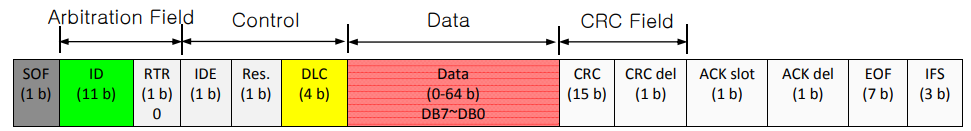 Arbitration Field Control Data CRC Field
SOF ID RTR IDE Res. DLC Data CRC CRC del ACK slot ACK del EOF IFS
(1 b) (11 b) (1 b) (1 b) (1 b) (4 b) (0-64 b) (15 b) (1 b) (1 b) (1 b) (7 b) (3 b)
0 DB7~DB0